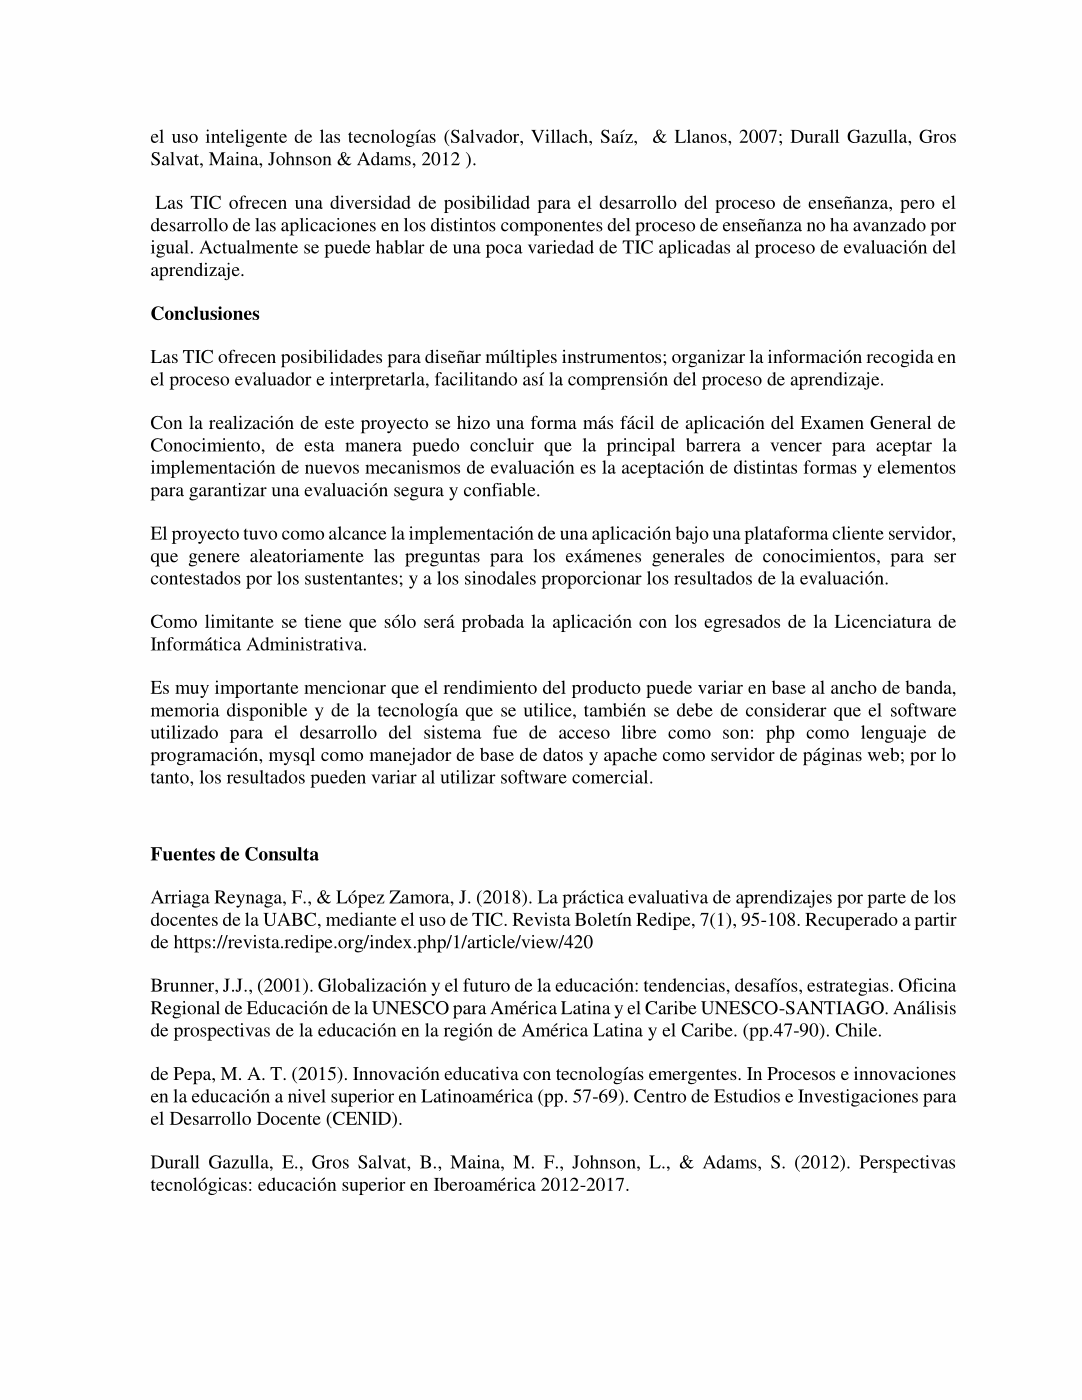 el uso inteligente de las tecnologías (Salvador, Villach, Saíz,  & Llanos, 2007; Durall Gazulla, Gros
Salvat, Maina, Johnson & Adams, 2012 ).
Las TIC ofrecen una diversidad de posibilidad para el desarrollo del proceso de enseñanza, pero el
desarrollo de las aplicaciones en los distintos componentes del proceso de enseñanza no ha avanzado por
igual. Actualmente se puede hablar de una poca variedad de TIC aplicadas al proceso de evaluación del
aprendizaje.
Conclusiones
Las TIC ofrecen posibilidades para diseñar múltiples instrumentos; organizar la información recogida en
el proceso evaluador e interpretarla, facilitando así la comprensión del proceso de aprendizaje.
Con la realización de este proyecto se hizo una forma más fácil de aplicación del Examen General de
Conocimiento, de esta manera puedo concluir que la principal barrera a vencer para aceptar la
implementación de nuevos mecanismos de evaluación es la aceptación de distintas formas y elementos
para garantizar una evaluación segura y confiable.
El proyecto tuvo como alcance la implementación de una aplicación bajo una plataforma cliente servidor,
que genere aleatoriamente las preguntas para los exámenes generales de conocimientos, para ser
contestados por los sustentantes; y a los sinodales proporcionar los resultados de la evaluación.
Como limitante se tiene que sólo será probada la aplicación con los egresados de la Licenciatura de
Informática Administrativa.
Es muy importante mencionar que el rendimiento del producto puede variar en base al ancho de banda,
memoria disponible y de la tecnología que se utilice, también se debe de considerar que el software
utilizado para el desarrollo del sistema fue de acceso libre como son: php como lenguaje de
programación, mysql como manejador de base de datos y apache como servidor de páginas web; por lo
tanto, los resultados pueden variar al utilizar software comercial.
Fuentes de Consulta
Arriaga Reynaga, F., & López Zamora, J. (2018). La práctica evaluativa de aprendizajes por parte de los
docentes de la UABC, mediante el uso de TIC. Revista Boletín Redipe, 7(1), 95-108. Recuperado a partir
de https://revista.redipe.org/index.php/1/article/view/420
Brunner, J.J., (2001). Globalización y el futuro de la educación: tendencias, desafíos, estrategias. Oficina
Regional de Educación de la UNESCO para América Latina y el Caribe UNESCO-SANTIAGO. Análisis
de prospectivas de la educación en la región de América Latina y el Caribe. (pp.47-90). Chile.
de Pepa, M. A. T. (2015). Innovación educativa con tecnologías emergentes. In Procesos e innovaciones
en la educación a nivel superior en Latinoamérica (pp. 57-69). Centro de Estudios e Investigaciones para
el Desarrollo Docente (CENID).
Durall Gazulla, E., Gros Salvat, B., Maina, M. F., Johnson, L., & Adams, S. (2012). Perspectivas
tecnológicas: educación superior en Iberoamérica 2012-2017.